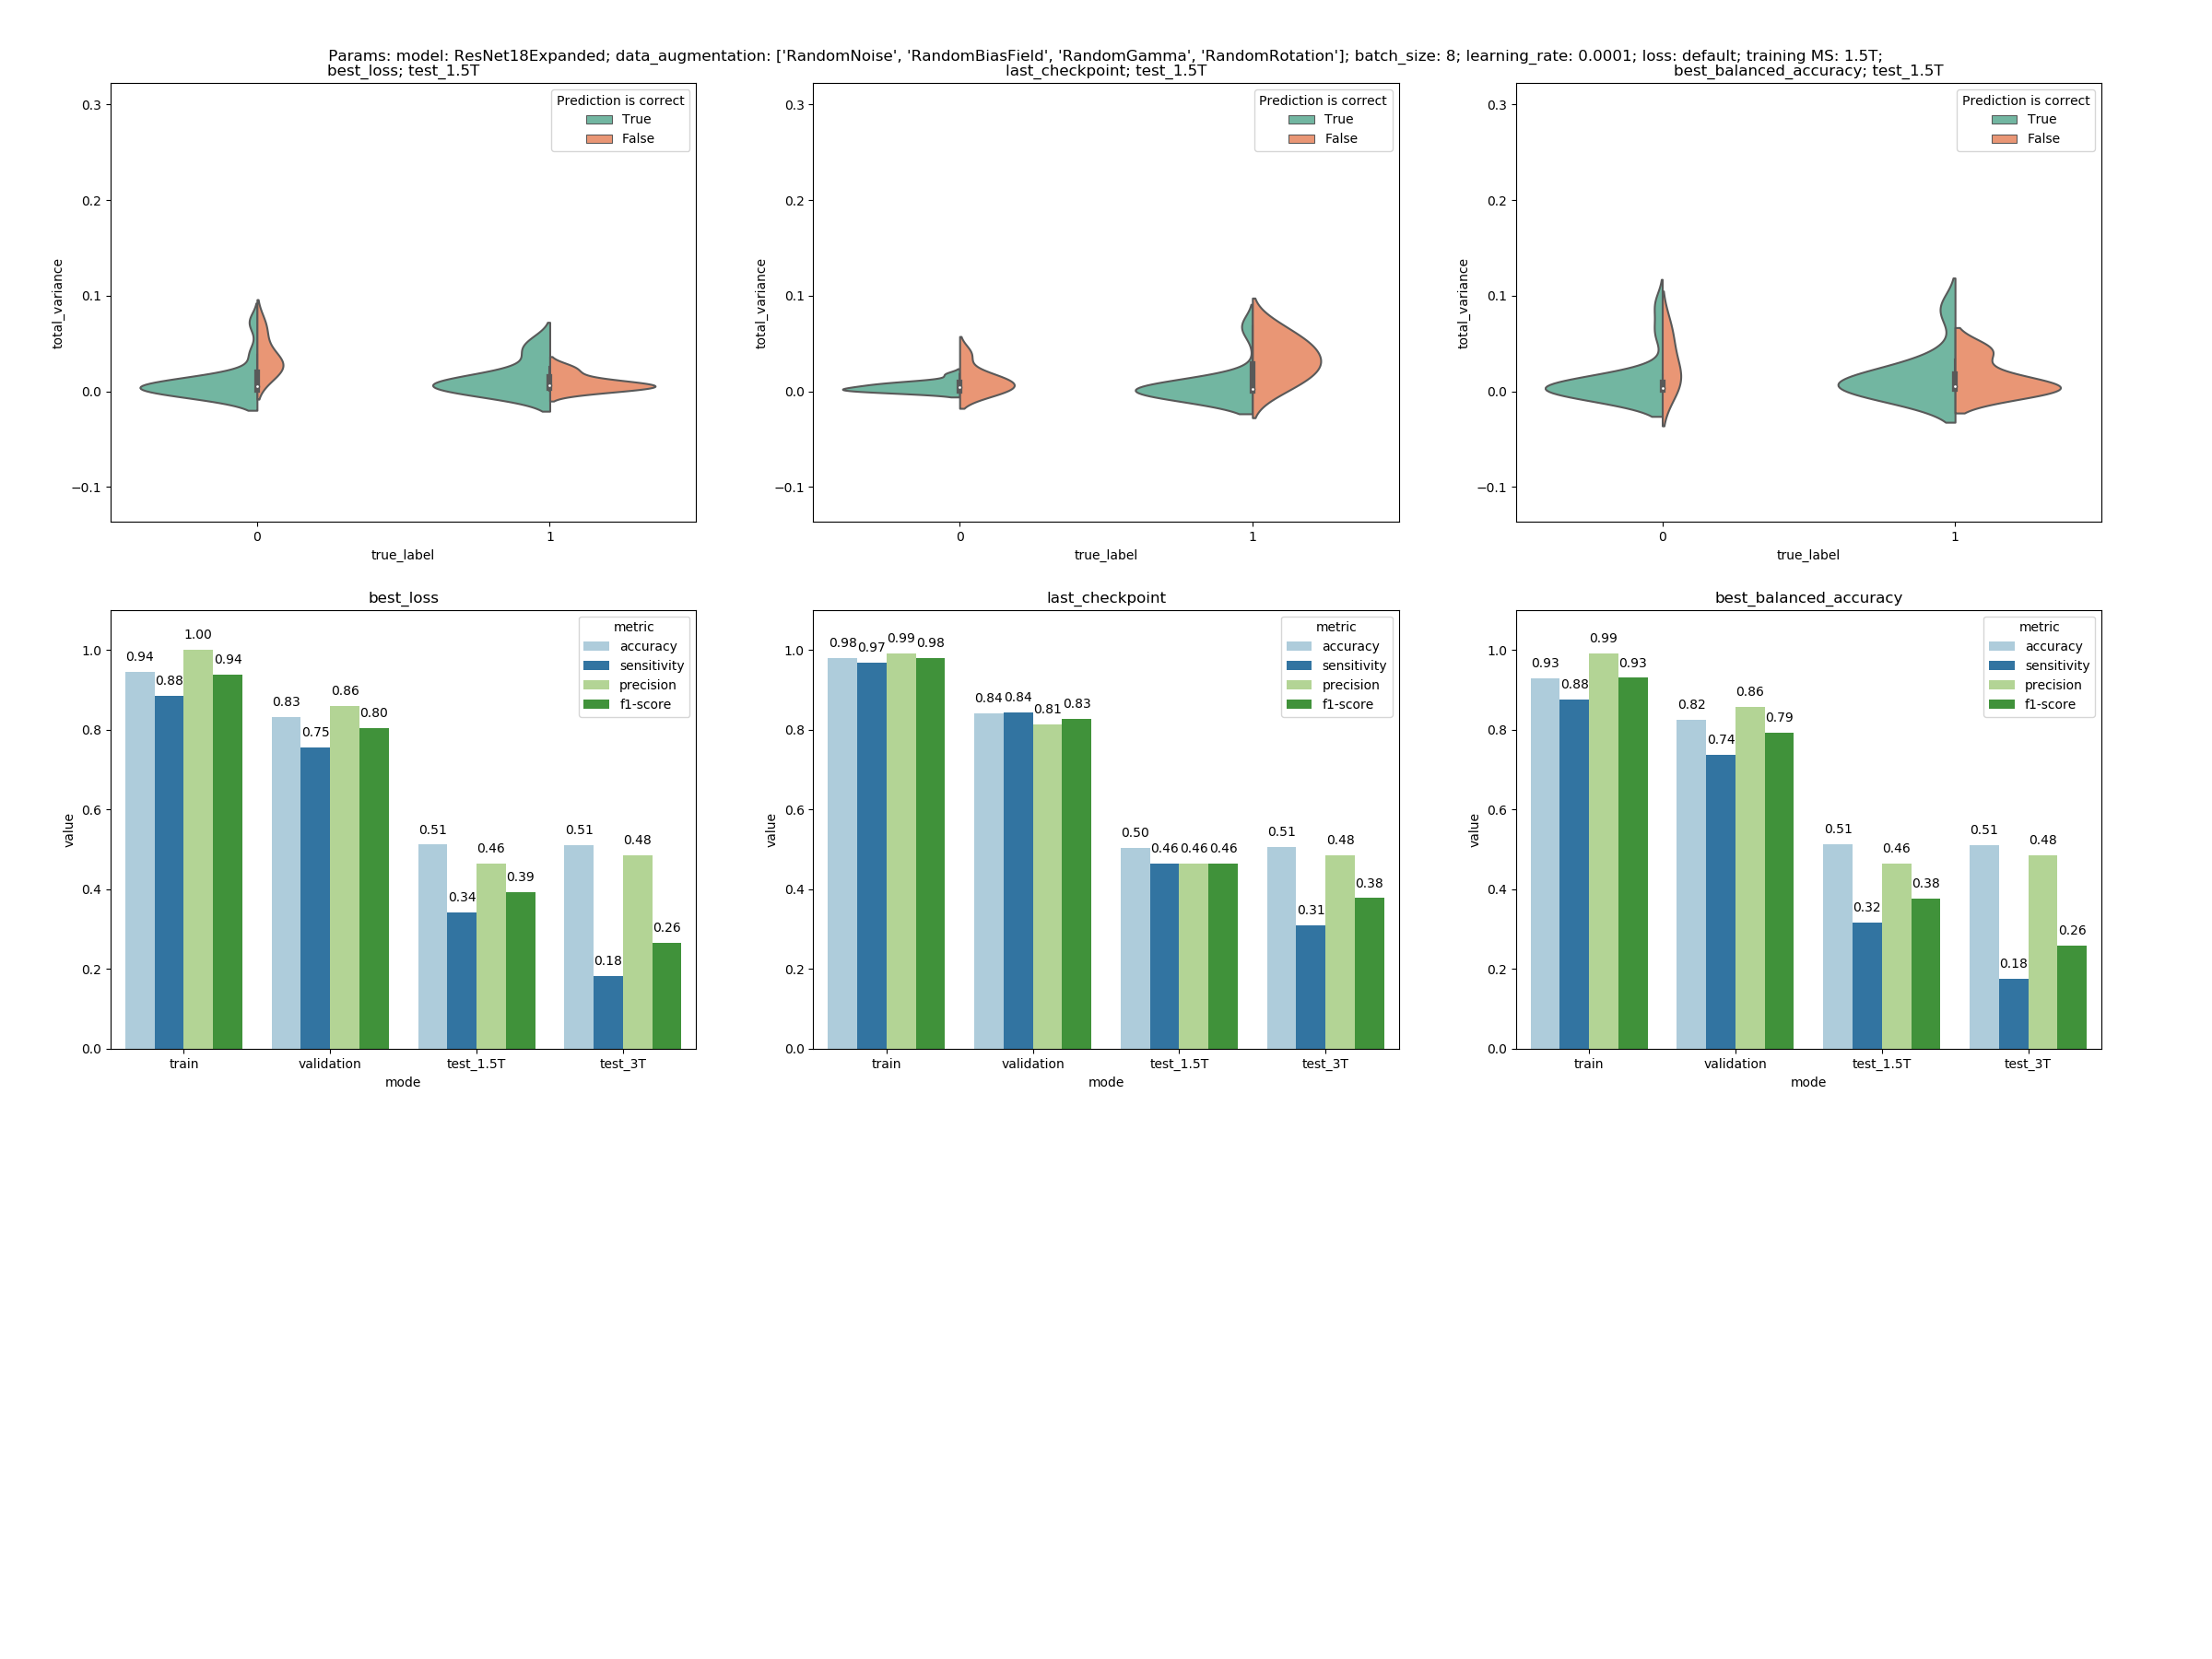 Params: model: ResNet18Expanded; data_augmentation: ['RandomNoise', 'RandomBiasField', 'RandomGamma', 'RandomRotation']; batch_size: 8; learning_rate: 0.0001; loss: default; training MS: 1.5T;
best_loss; test_1.5T
0.3
0.2
0.1
0.0
−0.1
total_variance
Prediction is correct
True
False
0 1
true_label
last_checkpoint; test_1.5T
0.3
0.2
0.1
0.0
−0.1
total_variance
Prediction is correct
True
False
0 1
true_label
best_balanced_accuracy; test_1.5T
0.3
0.2
0.1
0.0
−0.1
total_variance
Prediction is correct
True
False
0 1
true_label
best_loss
1.0
0.8
0.6
0.4
0.2
0.0
value
metric
accuracy
sensitivity
precision
f1-score
0.94 0.88 1.00 0.94
0.83 0.75 0.86 0.80
0.51 0.34 0.46 0.39
0.51 0.18 0.48 0.26
train validation test_1.5T test_3T
mode
last_checkpoint
1.0
0.8
0.6
0.4
0.2
0.0
value
metric
accuracy
sensitivity
precision
f1-score
0.98 0.97 0.99 0.98
0.84 0.84 0.81 0.83
0.50 0.46 0.46 0.46
0.51 0.31 0.48 0.38
train validation test_1.5T test_3T
mode
best_balanced_accuracy
1.0
0.8
0.6
0.4
0.2
0.0
value
metric
accuracy
sensitivity
precision
f1-score
0.93 0.88 0.99 0.93
0.82 0.74 0.86 0.79
0.51 0.32 0.46 0.38
0.51 0.18 0.48 0.26
train validation test_1.5T test_3T
mode